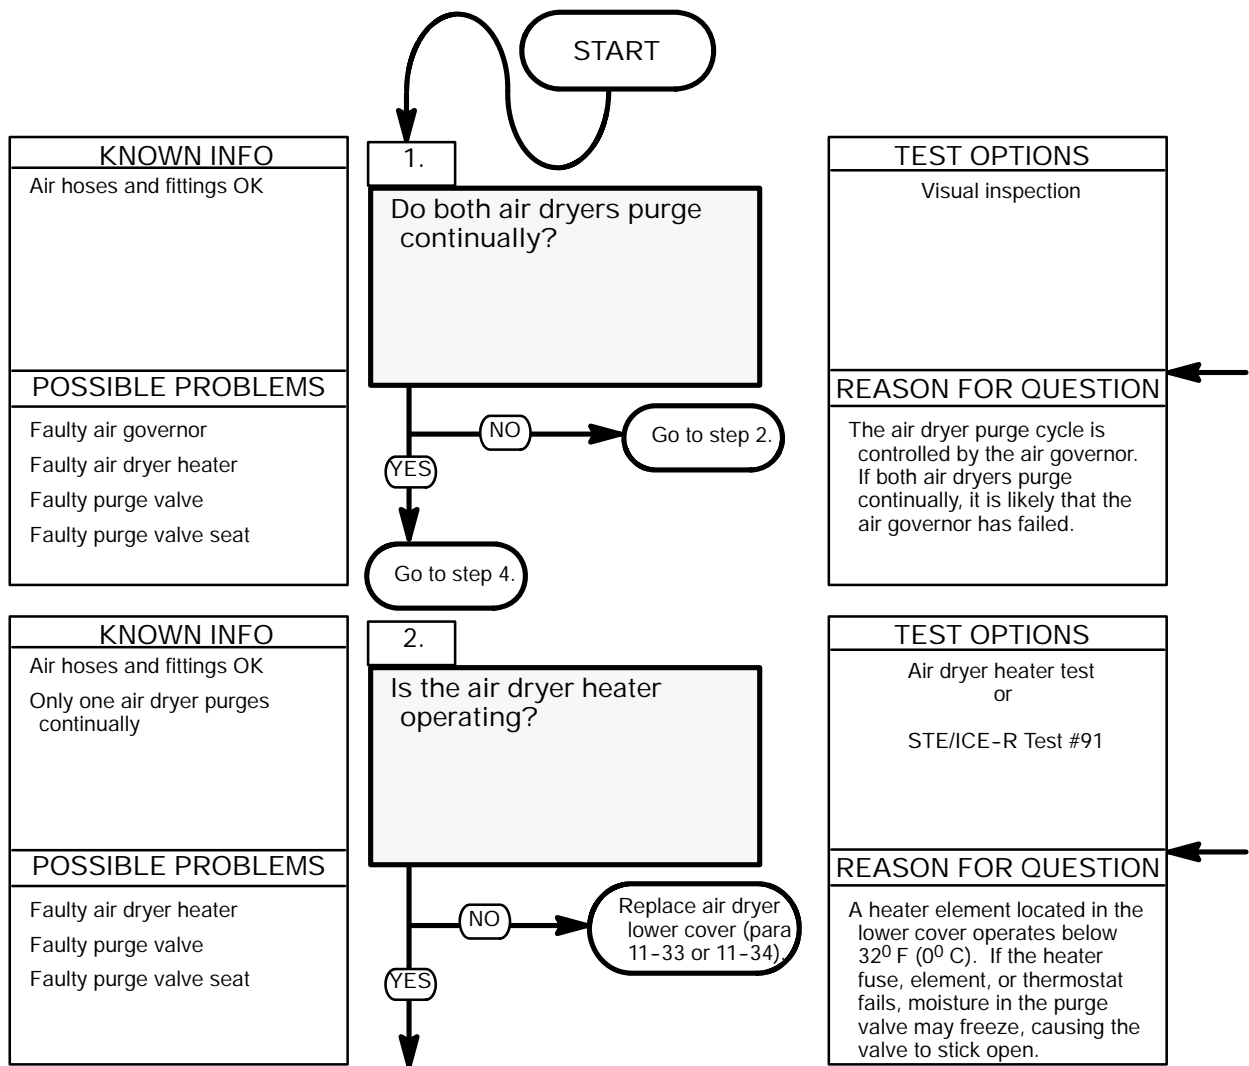 START
KNOWN INFO
Air hoses and fittings OK
POSSIBLE PROBLEMS
Faulty air governor
Faulty air dryer heater
Faulty purge valve
Faulty purge valve seat
1.
Do both air dryers purge
continually?
NO
Go to step 2.
YES
Go to step 4.
TEST OPTIONS
Visual inspection
REASON FOR QUESTION
The air dryer purge cycle is
controlled by the air governor.
If both air dryers purge
continually, it is likely that the
air governor has failed.
KNOWN INFO
Air hoses and fittings OK
Only one air dryer purges
continually
POSSIBLE PROBLEMS
Faulty air dryer heater
Faulty purge valve
Faulty purge valve seat
2.
Is the air dryer heater
operating?
NO
Replace air dryer
lower cover (para
11-33 or 11-34).
YES
TEST OPTIONS
Air dryer heater test
or
STE/ICE-R Test #91
REASON FOR QUESTION
A heater element located in the
lower cover operates below
32⁰ F (0⁰ C). If the heater
fuse, element, or thermostat
fails, moisture in the purge
valve may freeze, causing the
valve to stick open.